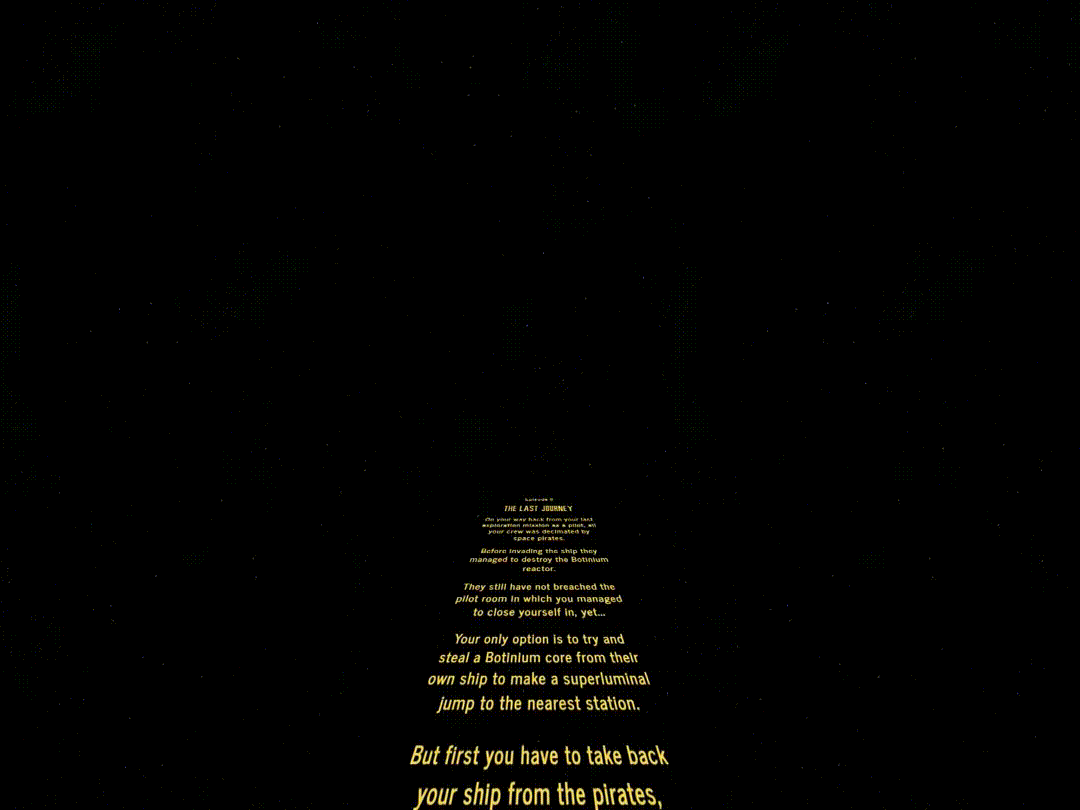 Episode II
THE LAST JOURNEY
On your way back from your last
exploration mission as a pilot, all
your crew was decimated by
space pirates.
Before invading the ship they
managed to destroy the Botinium
reactor.
They still have not breached the
pilot room in which you managed
to close yourself in, yet...
Your only option is to try and
steal a Botinium core from their
own ship to make a superluminal
jump to the nearest station.
But first you have to take back
your ship from the pirates,